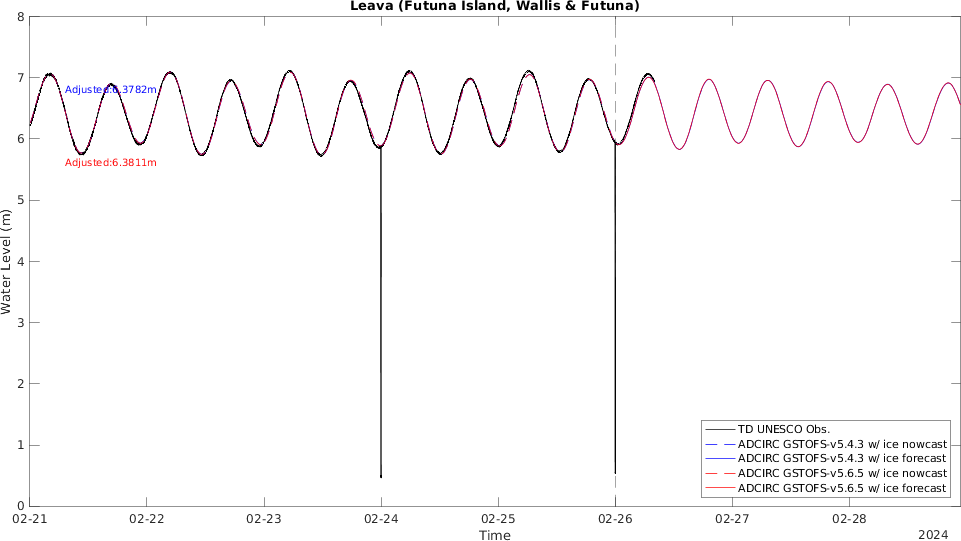 Leava (Futuna Island, Wallis & Futuna)
8
7
6
5
4
3
2
1
0
Water Level (m)
Adjusted:6.3782m
Adjusted:6.3811m
TD UNESCO Obs.
ADCIRC GSTOFS-v5.4.3 w/ ice nowcast
ADCIRC GSTOFS-v5.4.3 w/ ice forecast
ADCIRC GSTOFS-v5.6.5 w/ ice nowcast
ADCIRC GSTOFS-v5.6.5 w/ ice forecast
02-21 02-22 02-23 02-24 02-25 02-26 02-27 02-28
Time
2024